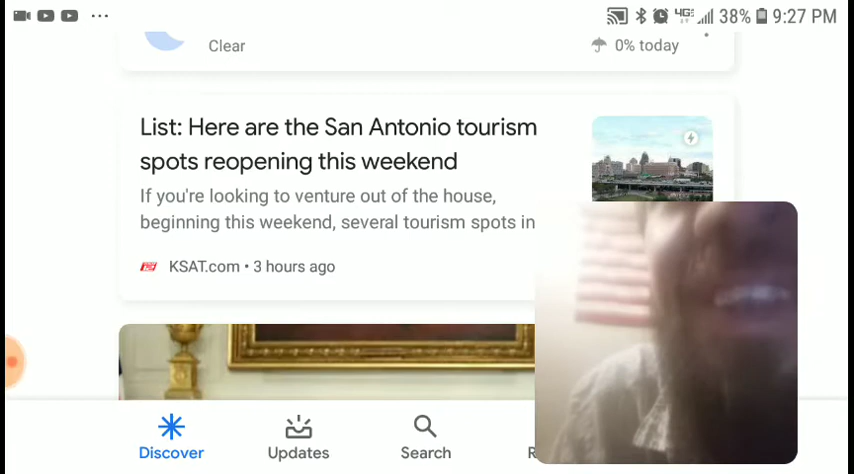 4G 38% 9:27 PM
Clear
0% today
List: Here are the San Antonio tourism
spots reopening this weekend
If you're looking to venture out of the house,
beginning this weekend, several tourism spots in
KSAT.com • 3 hours ago
Discover
Updates
Search